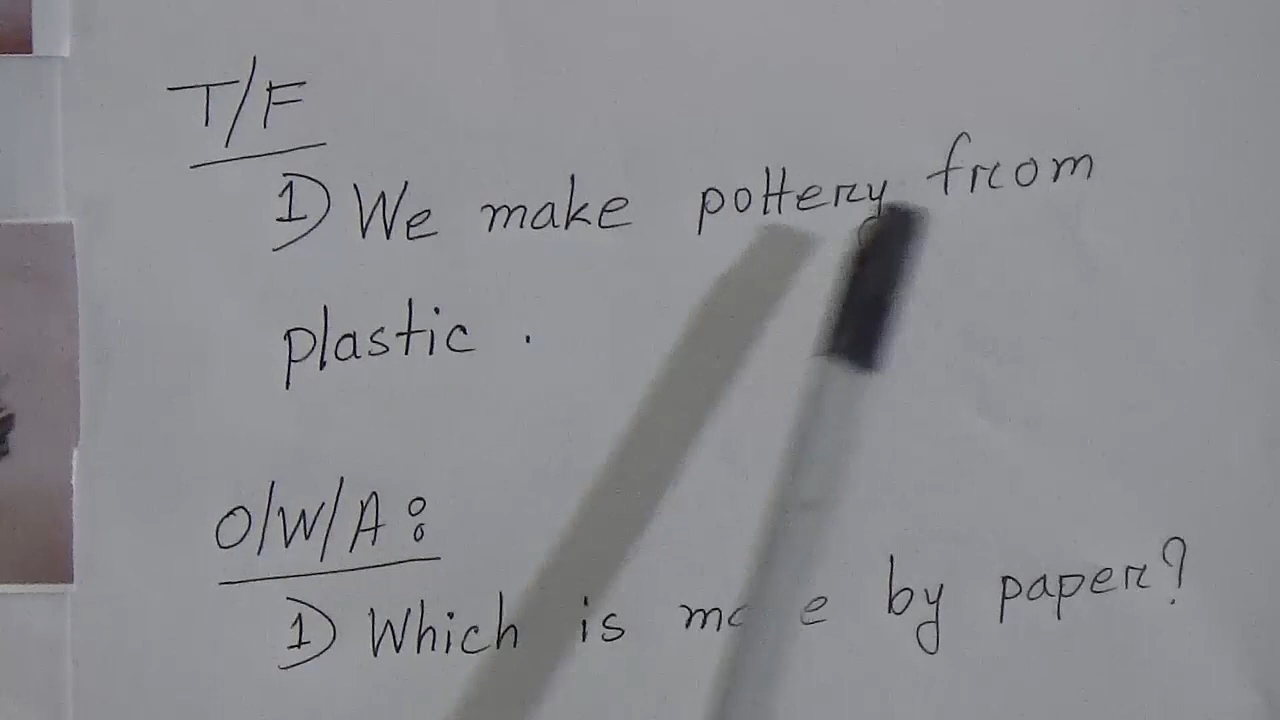 T/F
1) We make pottery from
plastic .
O/W/A:
1) Which is by paper?